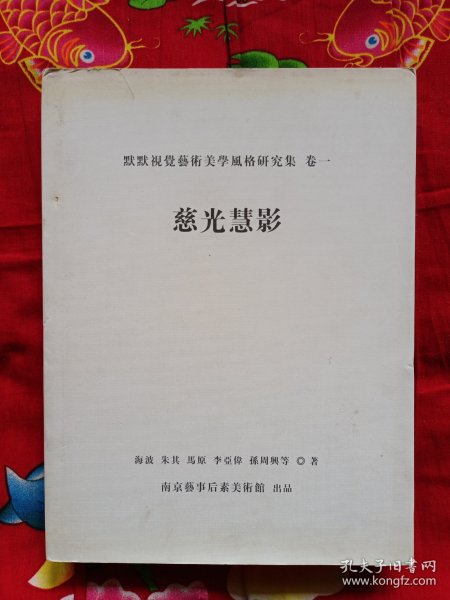 默默視覺藝術美學風格研究集 卷一
慈光慧影
海波 朱其 馬原 李亞偉 孫周興等 ◎ 著
南京藝事后素美術館 出品
孔夫子旧书网
www.kongfz.com